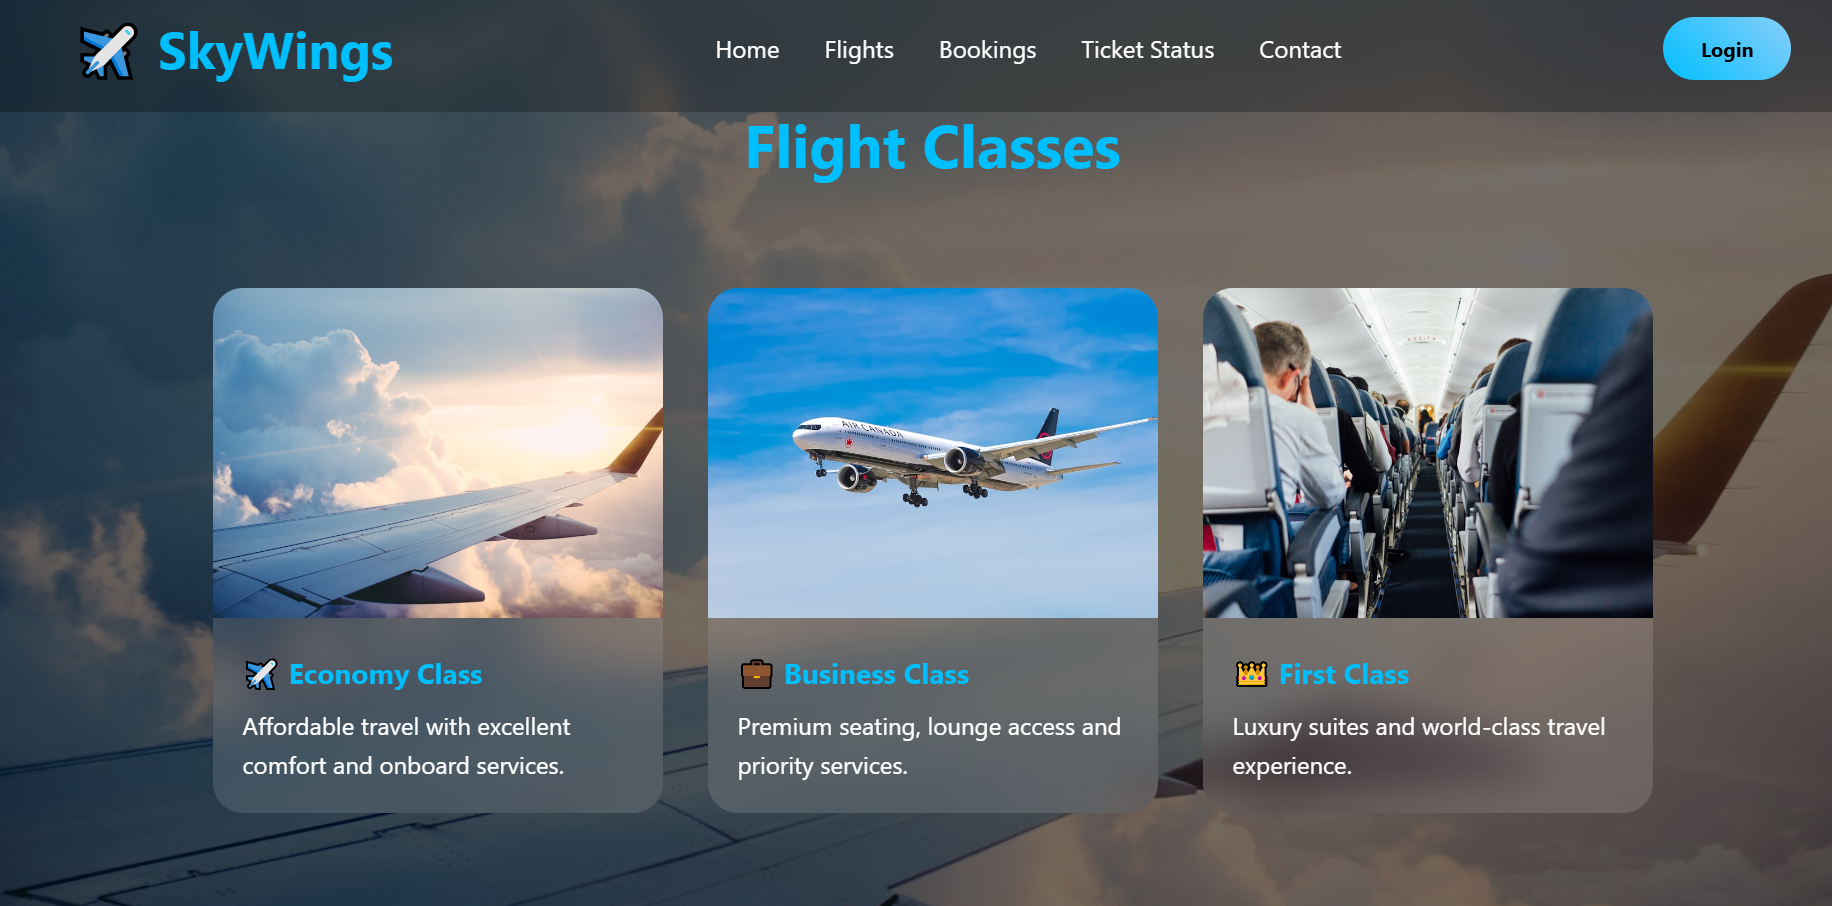 SkyWings
Home
Flights
Bookings
Ticket Status
Contact
Login
Flight Classes
AIR CANADA
Economy Class
Affordable travel with excellent
comfort and onboard services.
Business Class
Premium seating, lounge access and
priority services.
First Class
Luxury suites and world-class travel
experience.